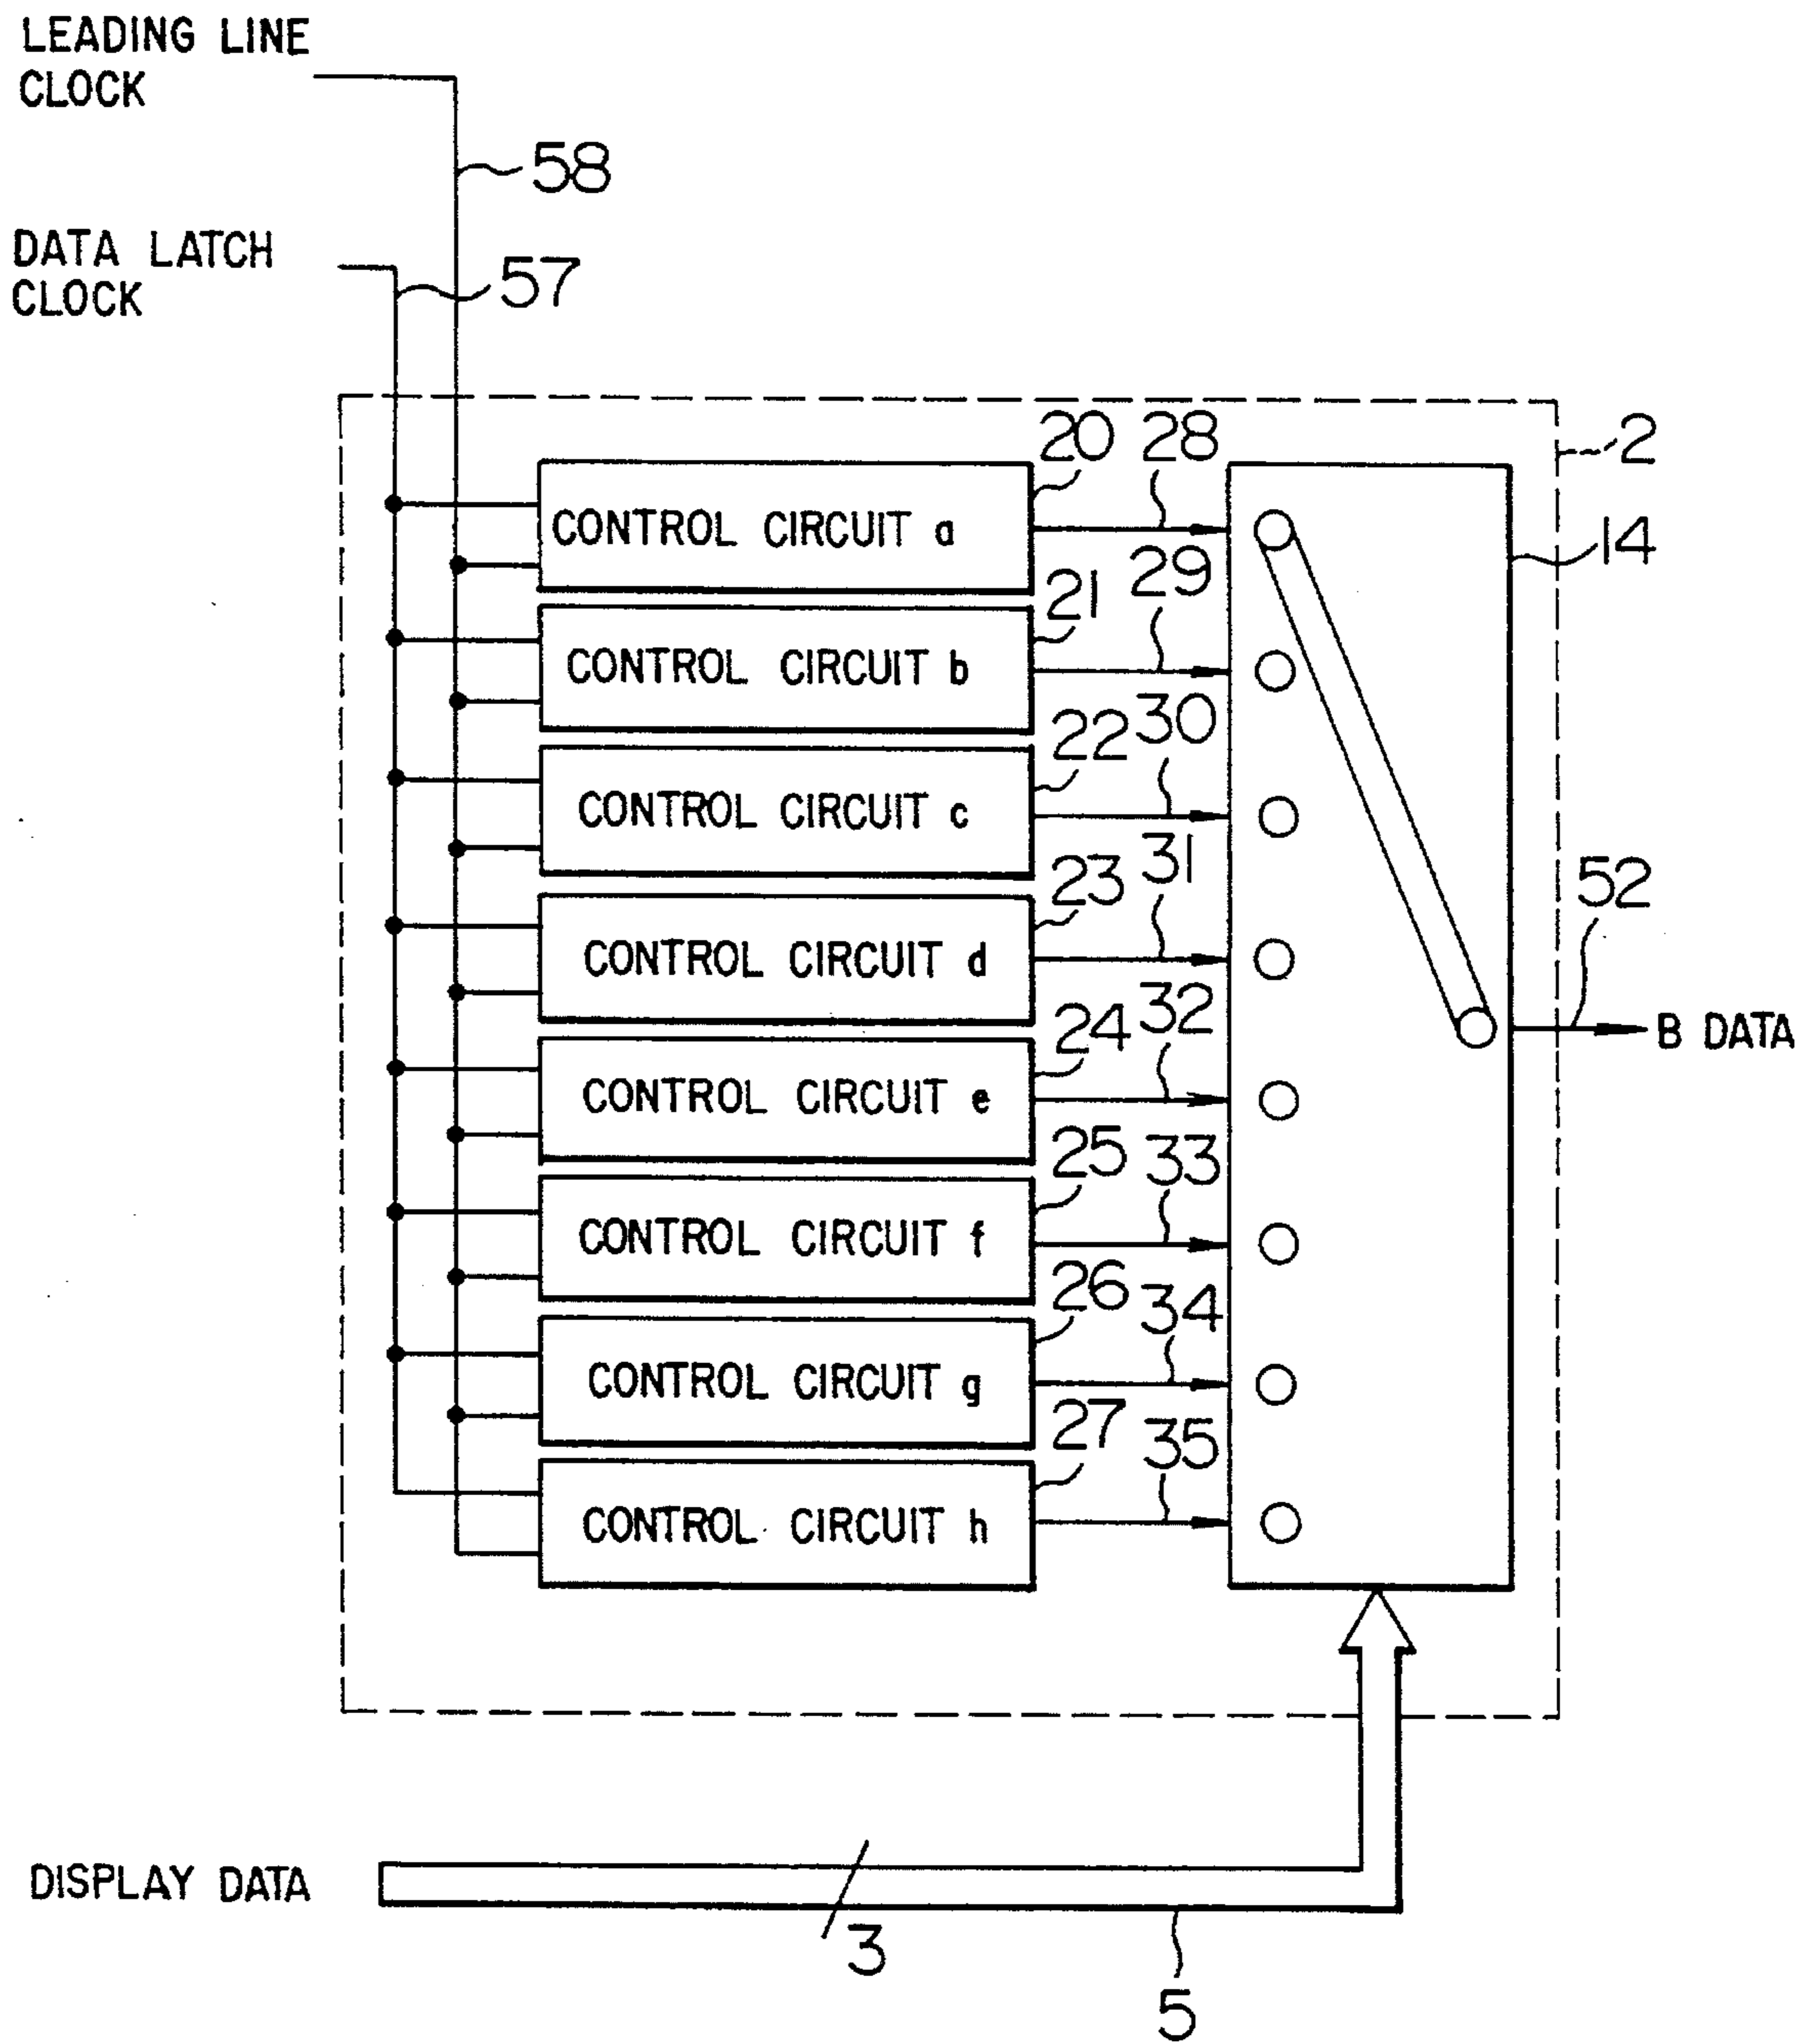 LEADING LINE
CLOCK
58
DATA LATCH
CLOCK
57
2
20
28
CONTROL CIRCUIT a
14
21
29
CONTROL CIRCUIT b
22
30
CONTROL CIRCUIT c
23
31
CONTROL CIRCUIT d
52
B DATA
24
32
CONTROL CIRCUIT e
25
33
CONTROL CIRCUIT f
26
34
CONTROL CIRCUIT g
27
35
CONTROL CIRCUIT h
DISPLAY DATA
3
5